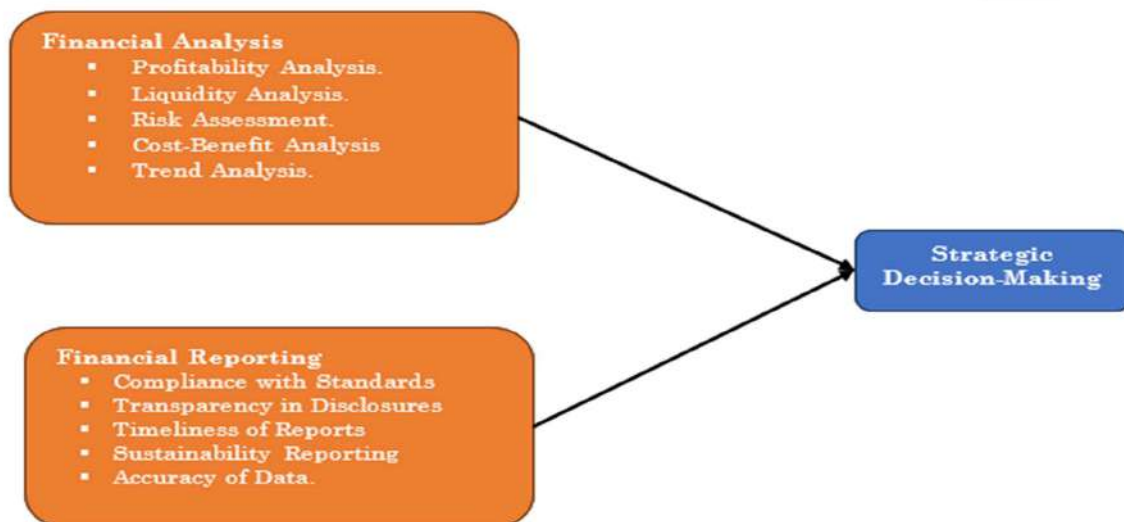 Financial Analysis
▪ Profitability Analysis.
▪ Liquidity Analysis.
▪ Risk Assessment.
▪ Cost-Benefit Analysis
▪ Trend Analysis.
Strategic
Decision-Making
Financial Reporting
▪ Compliance with Standards
▪ Transparency in Disclosures
▪ Timeliness of Reports
▪ Sustainability Reporting
▪ Accuracy of Data.